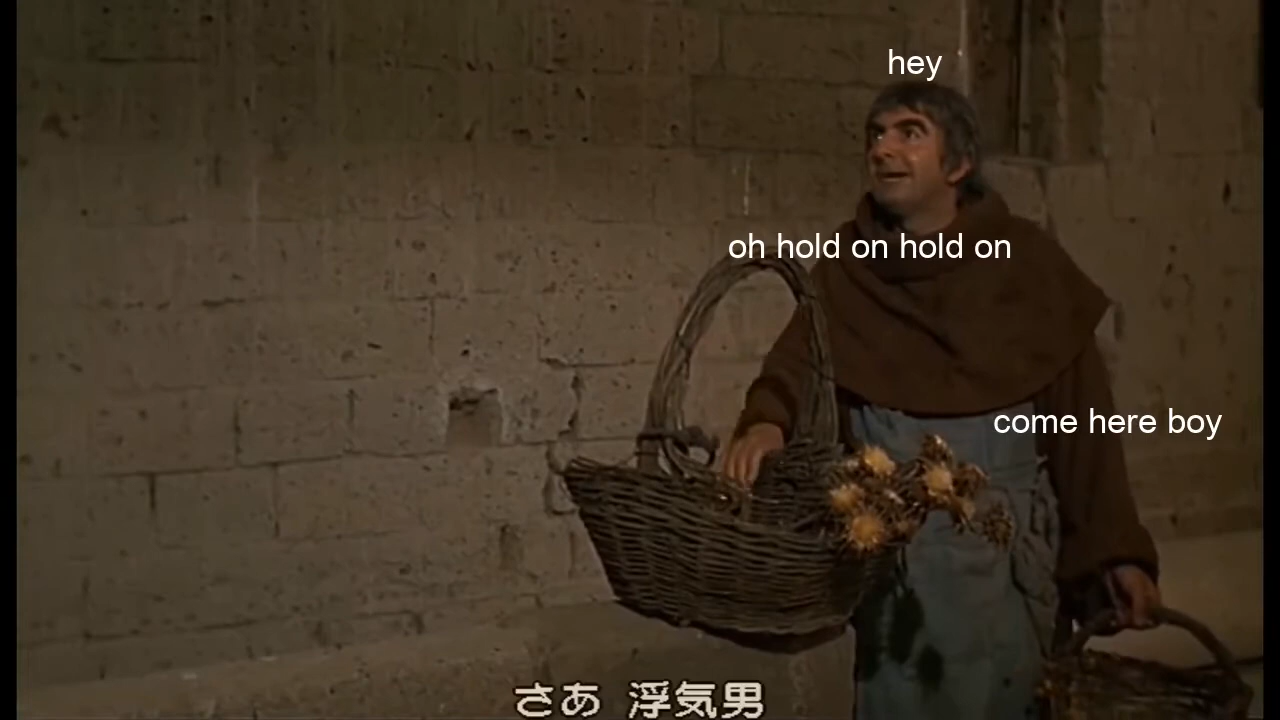 hey
oh hold on hold on
come here boy
さあ 浮気男